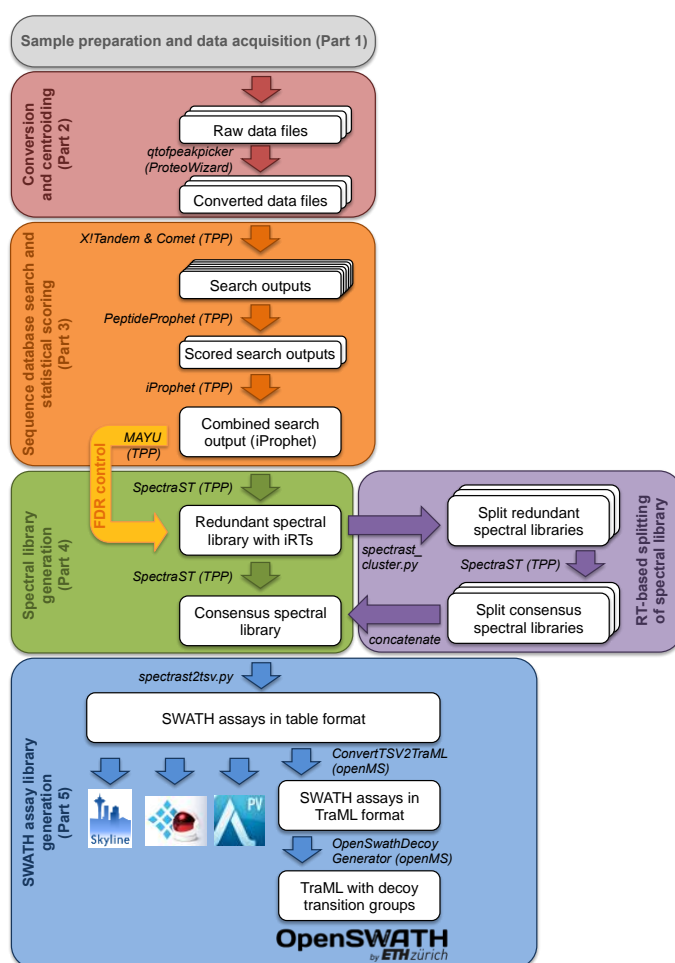 Sample preparation and data acquisition (Part 1)
Conversion
and centroiding
(Part 2)
Raw data files
qtofpeakpicker
(ProteoWizard)
Converted data files
Sequence database search and
statistical scoring
(Part 3)
X!Tandem & Comet (TPP)
Search outputs
PeptideProphet (TPP)
Scored search outputs
iProphet (TPP)
Combined search
output (iProphet)
MAYU
(TPP)
FDR control
Spectral library
generation
(Part 4)
SpectraST (TPP)
Redundant spectral
library with iRTs
SpectraST (TPP)
Consensus spectral
library
spectrast_
cluster.py
Split redundant
spectral libraries
SpectraST (TPP)
Split consensus
spectral libraries
concatenate
RT-based splitting
of spectral library
SWATH assay library
generation
(Part 5)
spectrast2tsv.py
SWATH assays in table format
ConvertTSV2TraML
(openMS)
Skyline
PV
SWATH assays in
TraML format
OpenSwathDecoy
Generator (openMS)
TraML with decoy
transition groups
OpenSWATH
by ETH zürich